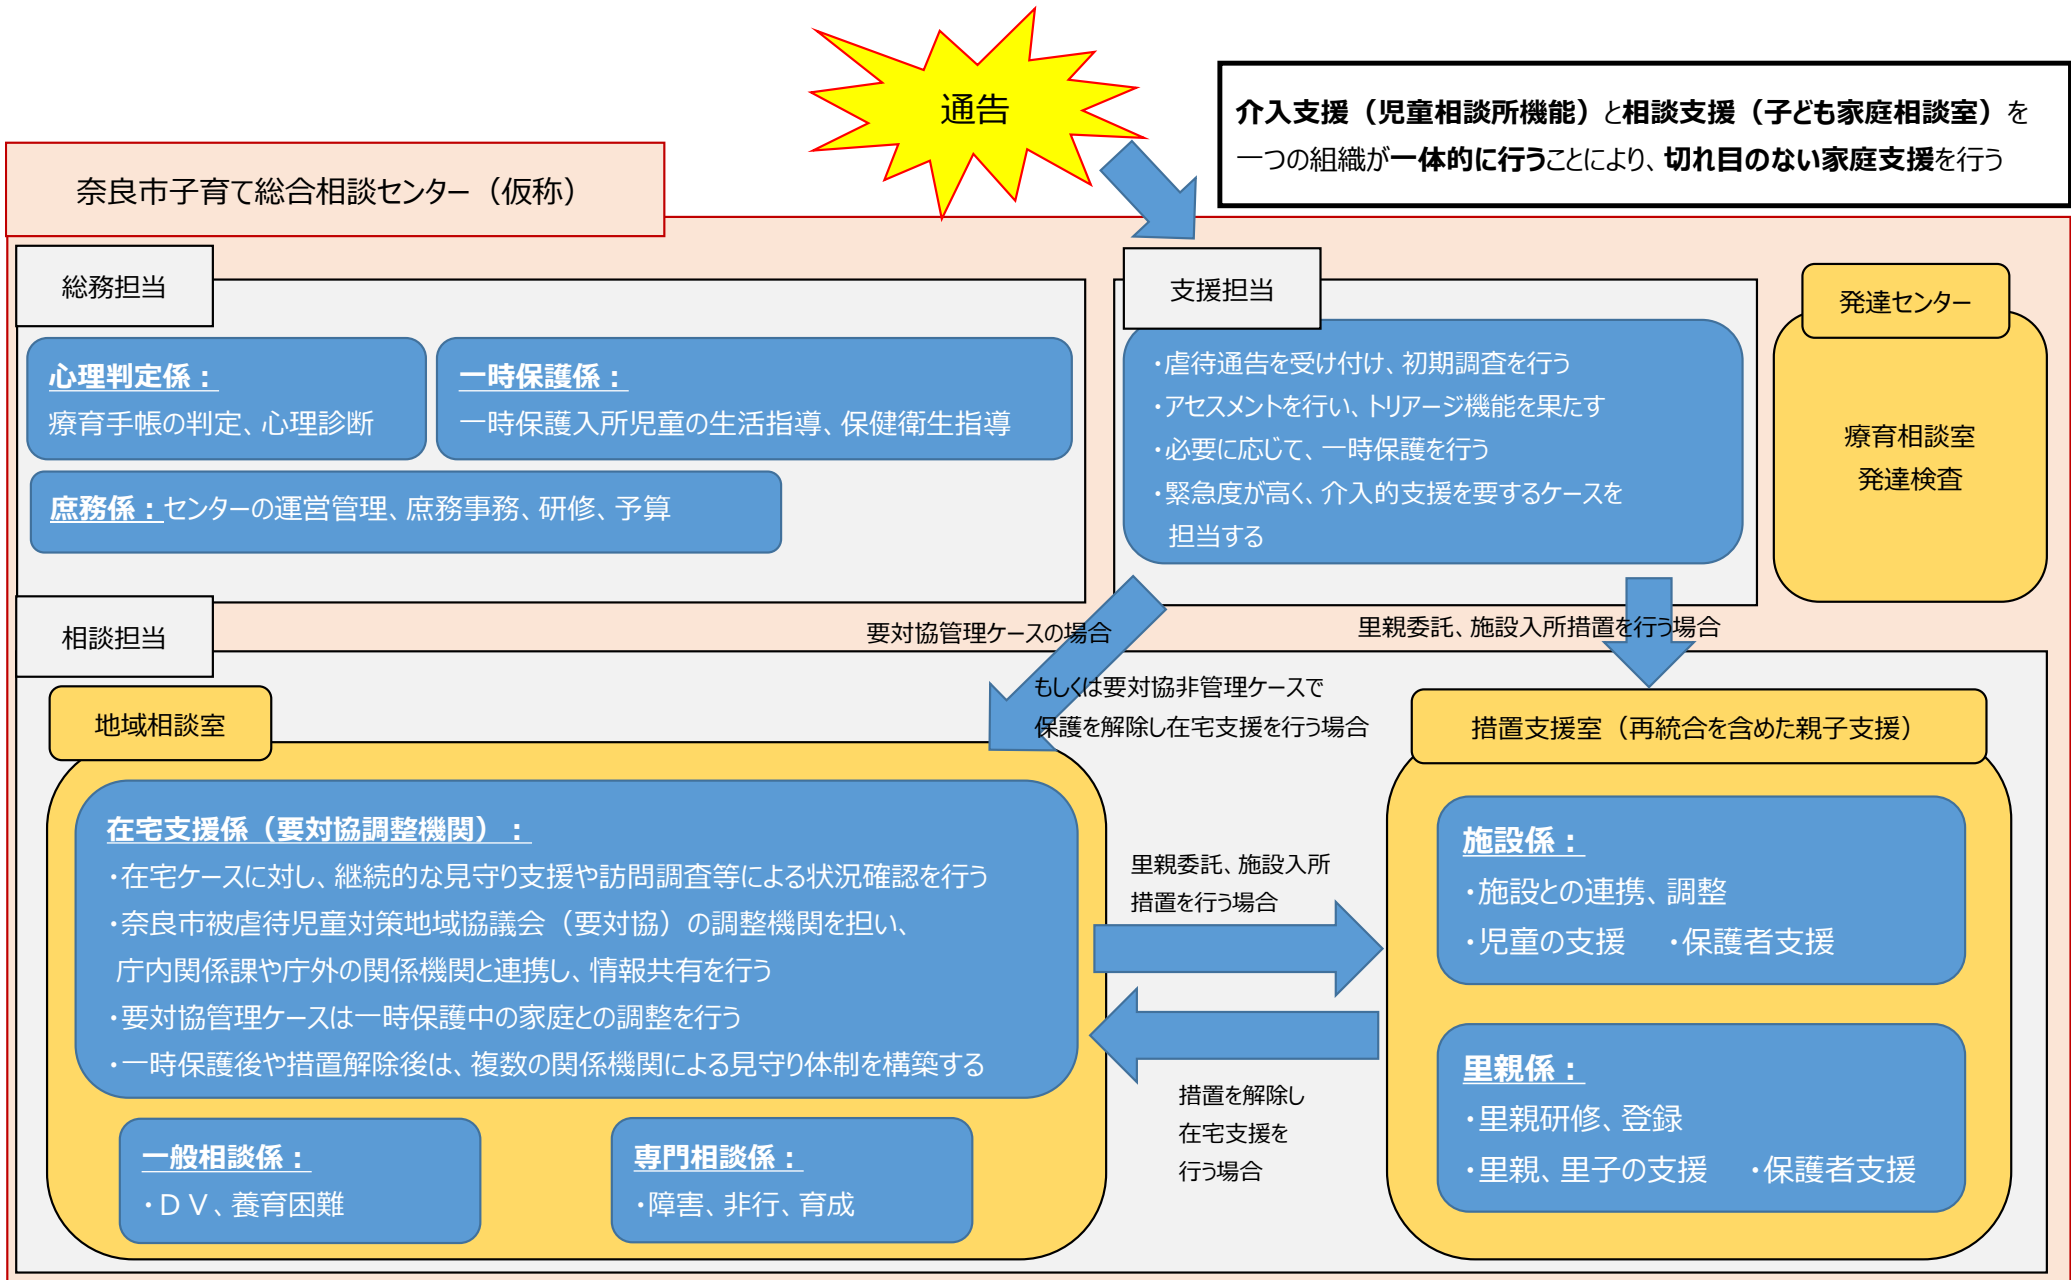 通告
介入支援（児童相談所機能）と相談支援（子ども家庭相談室）を
一つの組織が一体的に行うことにより、切れ目のない家庭支援を行う
奈良市子育て総合相談センター（仮称）
総務担当
心理判定係：
療育手帳の判定、心理診断
一時保護係：
一時保護入所児童の生活指導、保健衛生指導
庶務係：センターの運営管理、庶務事務、研修、予算
支援担当
・虐待通告を受け付け、初期調査を行う
・アセスメントを行い、トリアージ機能を果たす
・必要に応じて、一時保護を行う
・緊急度が高く、介入的支援を要するケースを
担当する
発達センター
療育相談室
発達検査
要対協管理ケースの場合
もしくは要対協非管理ケースで
保護を解除し在宅支援を行う場合
里親委託、施設入所措置を行う場合
相談担当
地域相談室
在宅支援係（要対協調整機関）：
・在宅ケースに対し、継続的な見守り支援や訪問調査等による状況確認を行う
・奈良市被虐待児童対策地域協議会（要対協）の調整機関を担い、
庁内関係課や庁外の関係機関と連携し、情報共有を行う
・要対協管理ケースは一時保護中の家庭との調整を行う
・一時保護後や措置解除後は、複数の関係機関による見守り体制を構築する
一般相談係：
・ＤＶ、養育困難
専門相談係：
・障害、非行、育成
里親委託、施設入所
措置を行う場合
措置を解除し
在宅支援を
行う場合
措置支援室（再統合を含めた親子支援）
施設係：
・施設との連携、調整
・児童の支援　・保護者支援
里親係：
・里親研修、登録
・里親、里子の支援　・保護者支援